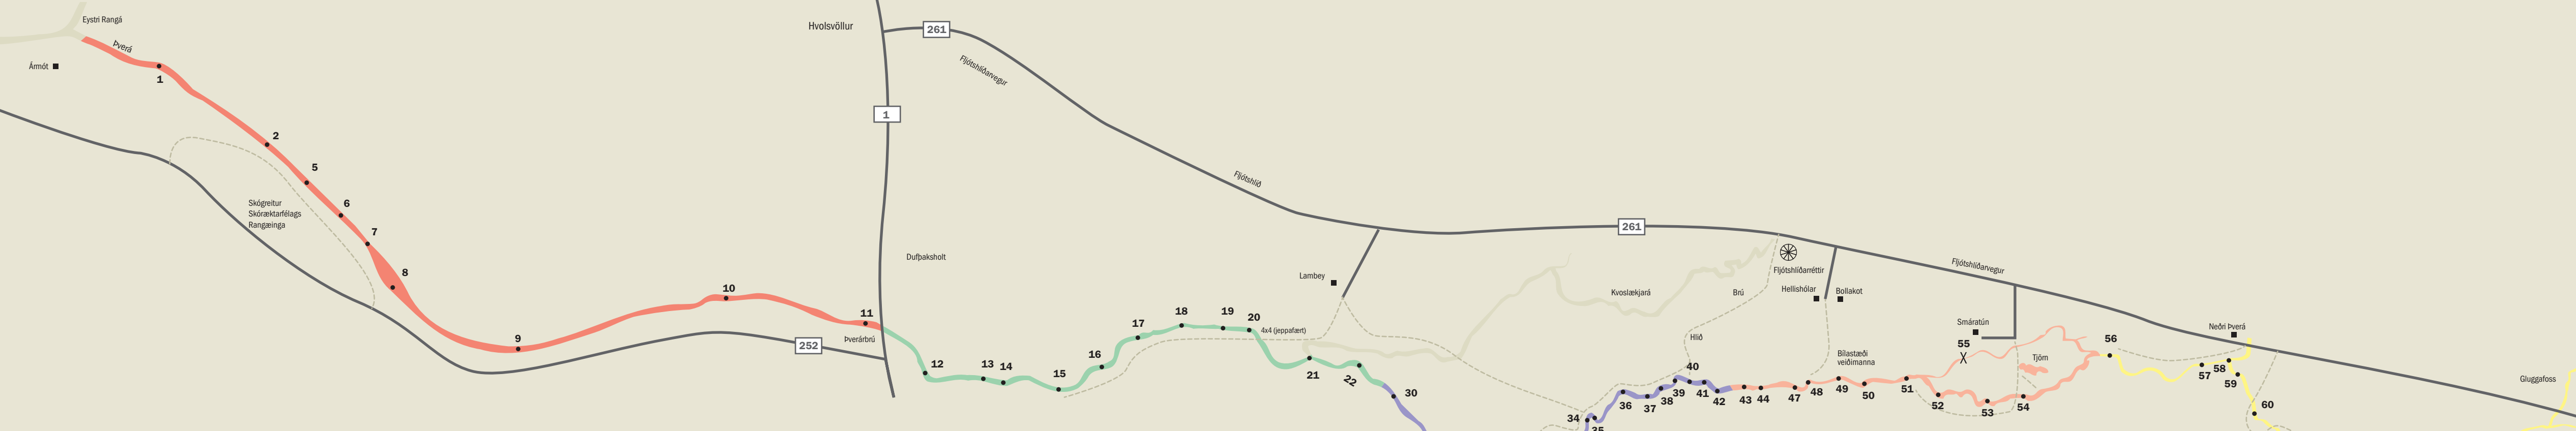 Eystri Rangá
Þverá
Ármót
1
2
5
6
7
8
Skógreitur
Skóræktarfélags
Rangæinga
9
10
11
Þverárbrú
252
Hvolsvöllur
261
1
Fljótshlíðarvegur
Fljótshlíð
Dufþaksholt
12
13
14
15
16
17
18
19
20
4x4 (jeppafært)
21
22
30
Lambey
261
Kvoslækjará
Brú
Fljótshlíðarréttir
Hellishólar
Bollakot
Hlíð
34
35
36
37
38
39
40
41
42
43
44
47
48
49
50
51
52
53
54
55
Bílastæði
veiðimanna
Fljótshlíðarvegur
Smáratún
Tjörn
56
57
58
59
60
Neðri Þverá
Gluggafoss